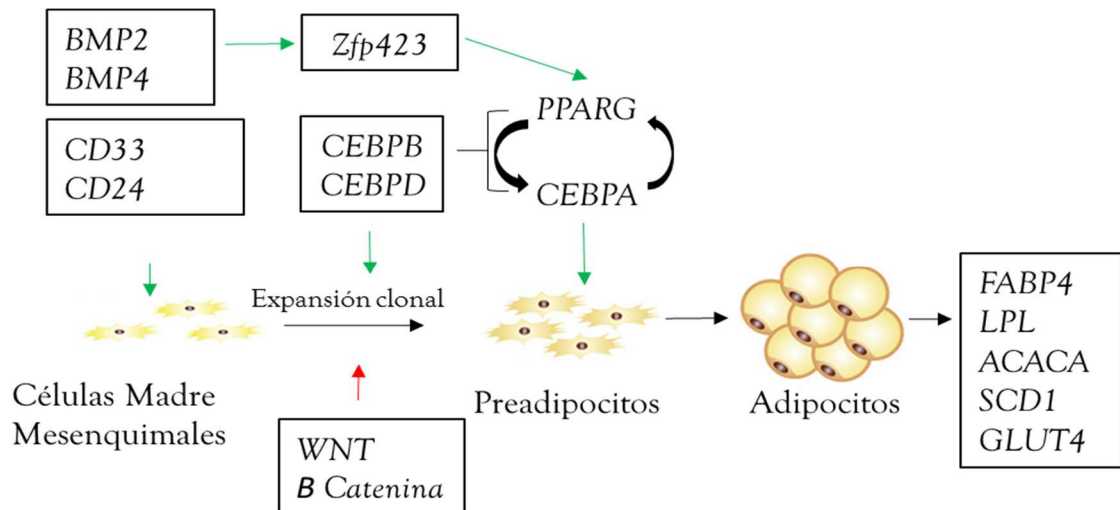 BMP2
BMP4
Zfp423
PPARG
CD33
CD24
CEBPB
CEBPD
CEBPA
Expansión clonal
Células Madre
Mesenquimales
Preadipocitos
Adipocitos
FABP4
LPL
ACACA
SCD1
GLUT4
WNT
B Catenina